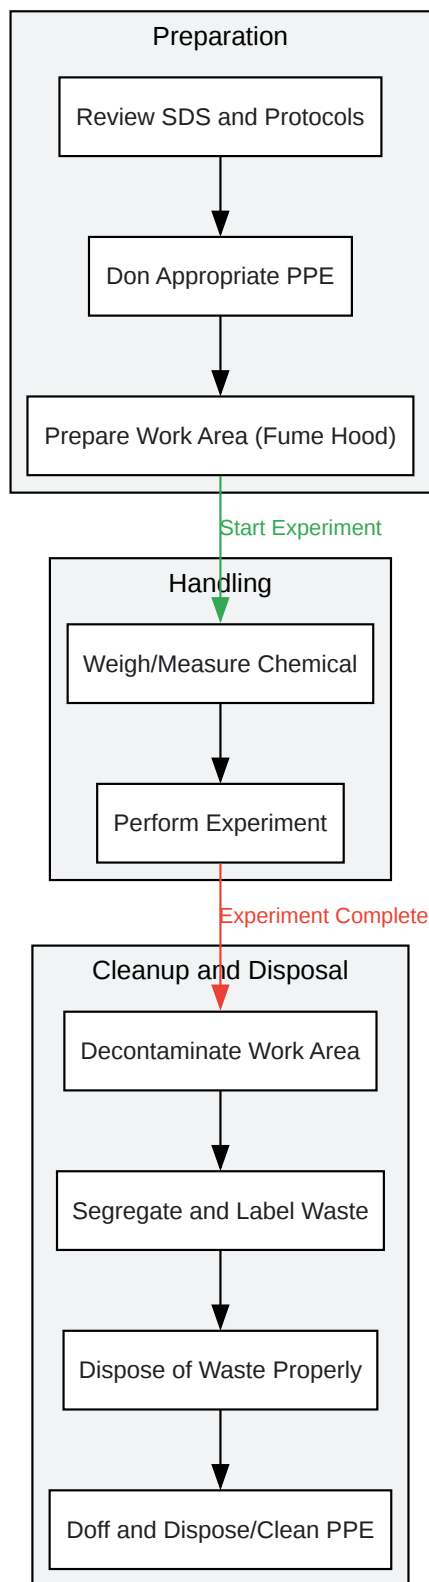 Preparation
Review SDS and Protocols
Don Appropriate PPE
Prepare Work Area (Fume Hood)
Start Experiment
Handling
Weigh/Measure Chemical
Perform Experiment
Experiment Complete
Cleanup and Disposal
Decontaminate Work Area
Segregate and Label Waste
Dispose of Waste Properly
Doff and Dispose/Clean PPE